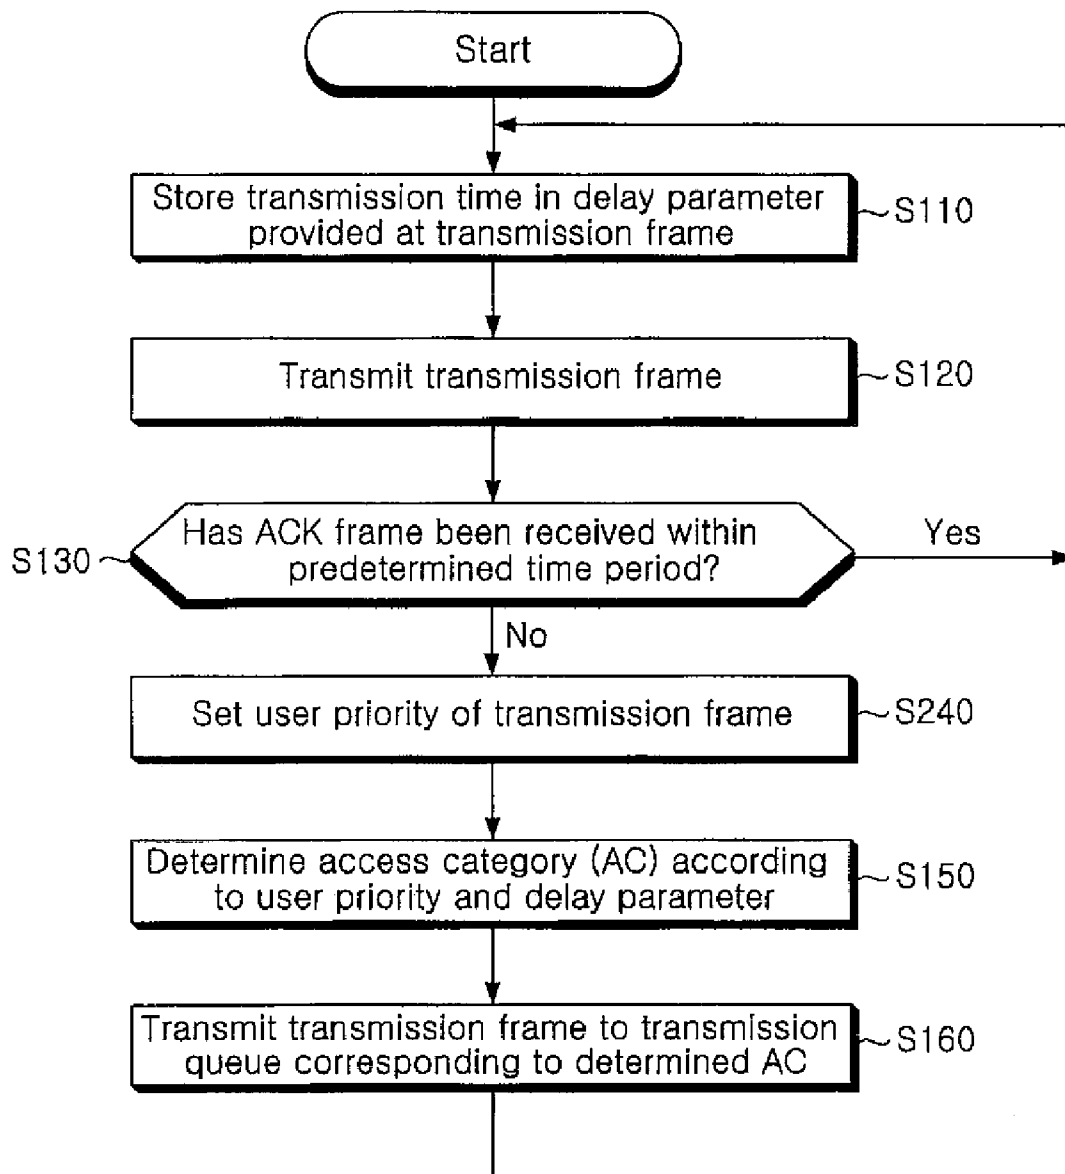 Start
Store transmission time in delay parameter
provided at transmission frame
S110
Transmit transmission frame
S120
Has ACK frame been received within
predetermined time period?
S130
Yes
No
Set user priority of transmission frame
S240
Determine access category (AC) according
to user priority and delay parameter
S150
Transmit transmission frame to transmission
queue corresponding to determined AC
S160